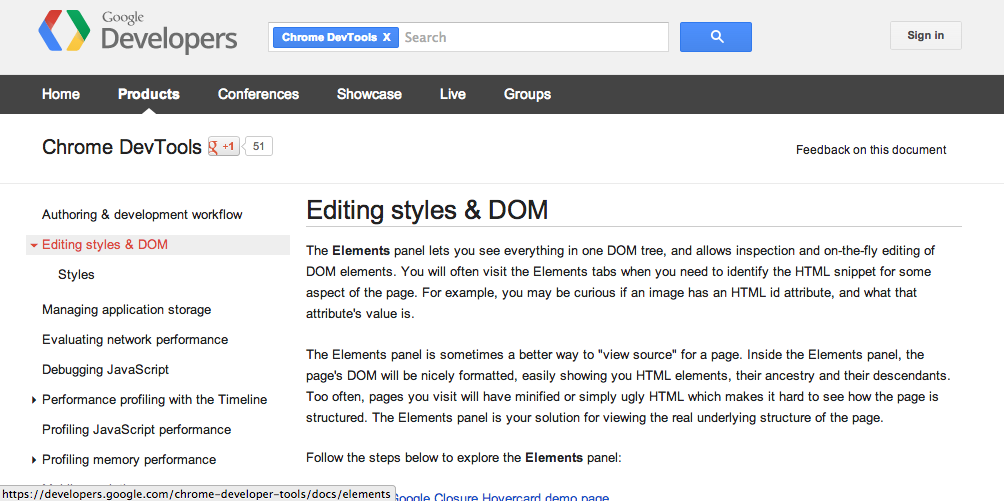 Google
Developers
Chrome DevTools X Search
Sign in
Home Products Conferences Showcase Live Groups
Chrome DevTools g +1 51
Feedback on this document
Authoring & development workflow
Editing styles & DOM
Styles
Managing application storage
Evaluating network performance
Debugging JavaScript
Performance profiling with the Timeline
Profiling JavaScript performance
Profiling memory performance
Editing styles & DOM
The Elements panel lets you see everything in one DOM tree, and allows inspection and on-the-fly editing of
DOM elements. You will often visit the Elements tabs when you need to identify the HTML snippet for some
aspect of the page. For example, you may be curious if an image has an HTML id attribute, and what that
attribute's value is.
The Elements panel is sometimes a better way to "view source" for a page. Inside the Elements panel, the
page's DOM will be nicely formatted, easily showing you HTML elements, their ancestry and their descendants.
Too often, pages you visit will have minified or simply ugly HTML which makes it hard to see how the page is
structured. The Elements panel is your solution for viewing the real underlying structure of the page.
Follow the steps below to explore the Elements panel:
Google Closure Hovercard demo page
https://developers.google.com/chrome-developer-tools/docs/elements